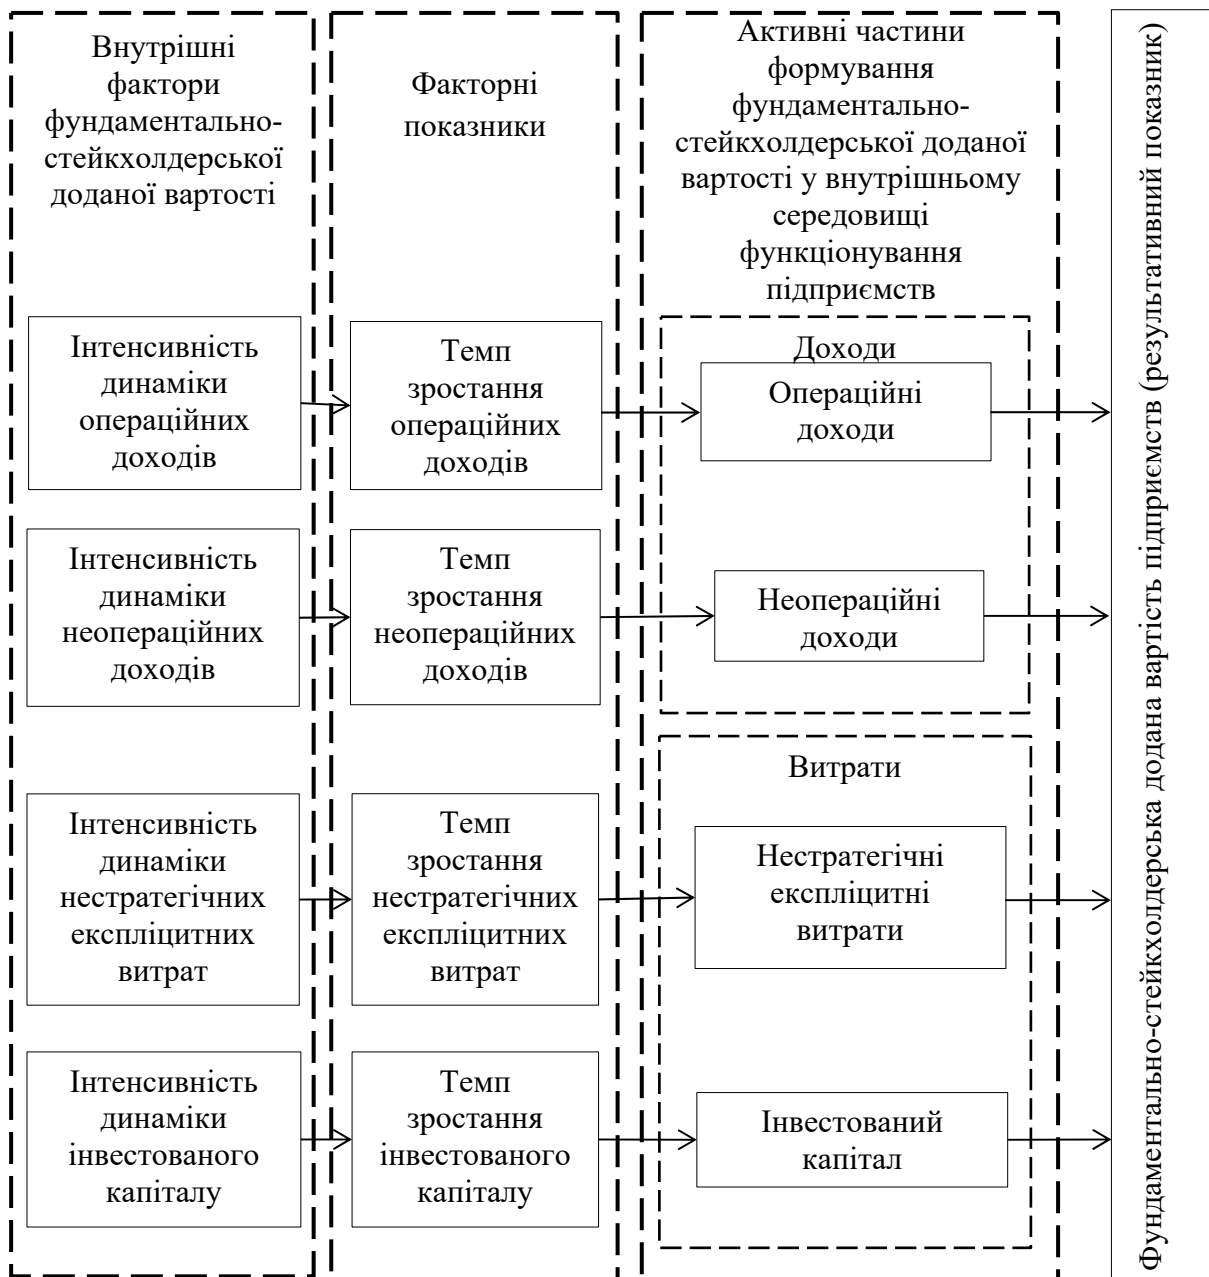 Внутрішні
фактори
фундаментально-
стейкхолдерської
доданої вартості
Факторні
показники
Активні частини
формування
фундаментально-
стейкхолдерської доданої
вартості у внутрішньому
середовищі
функціонування
підприємств
Інтенсивність
динаміки
операційних
доходів
Темп
зростання
операційних
доходів
Доходи
Операційні
доходи
Інтенсивність
динаміки
неопераційних
доходів
Темп
зростання
неопераційних
доходів
Неопераційні
доходи
Витрати
Інтенсивність
динаміки
нестратегічних
експліцитних
витрат
Темп
зростання
нестратегічних
експліцитних
витрат
Нестратегічні
експліцитні
витрати
Інтенсивність
динаміки
інвестованого
капіталу
Темп
зростання
інвестованого
капіталу
Інвестований
капітал
Фундаментально-стейкхолдерська додана вартість підприємств (результативний показник)